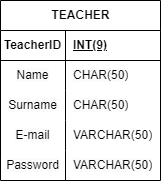 TEACHER
TeacherID INT(9)
Name CHAR(50)
Surname CHAR(50)
E-mail VARCHAR(50)
Password VARCHAR(50)